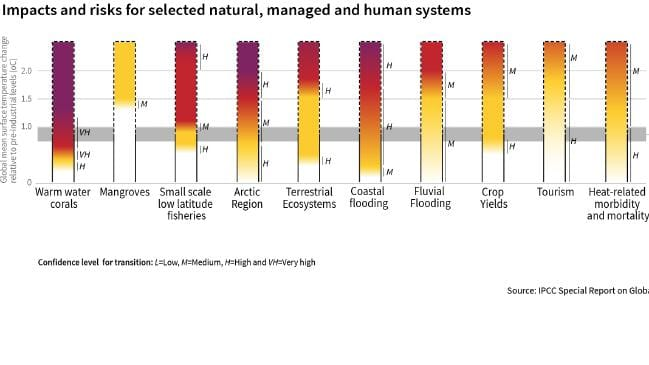 Impacts and risks for selected natural, managed and human systems
Global mean surface temperature change
relative to pre-industrial levels (oC)
2.0
1.5
1.0
0
VH
VH
H
M
H
M
H
H
M
H
H
H
H
H
M
M
M
M
H
M
H
M
H
Warm water
corals
Mangroves
Small scale
low latitude
fisheries
Arctic
Region
Terrestrial
Ecosystems
Coastal
flooding
Fluvial
Flooding
Crop
Yields
Tourism
Heat-related
morbidity
and mortality
Confidence level for transition: L=Low, M=Medium, H=High and VH=Very high
Source: IPCC Special Report on Globa